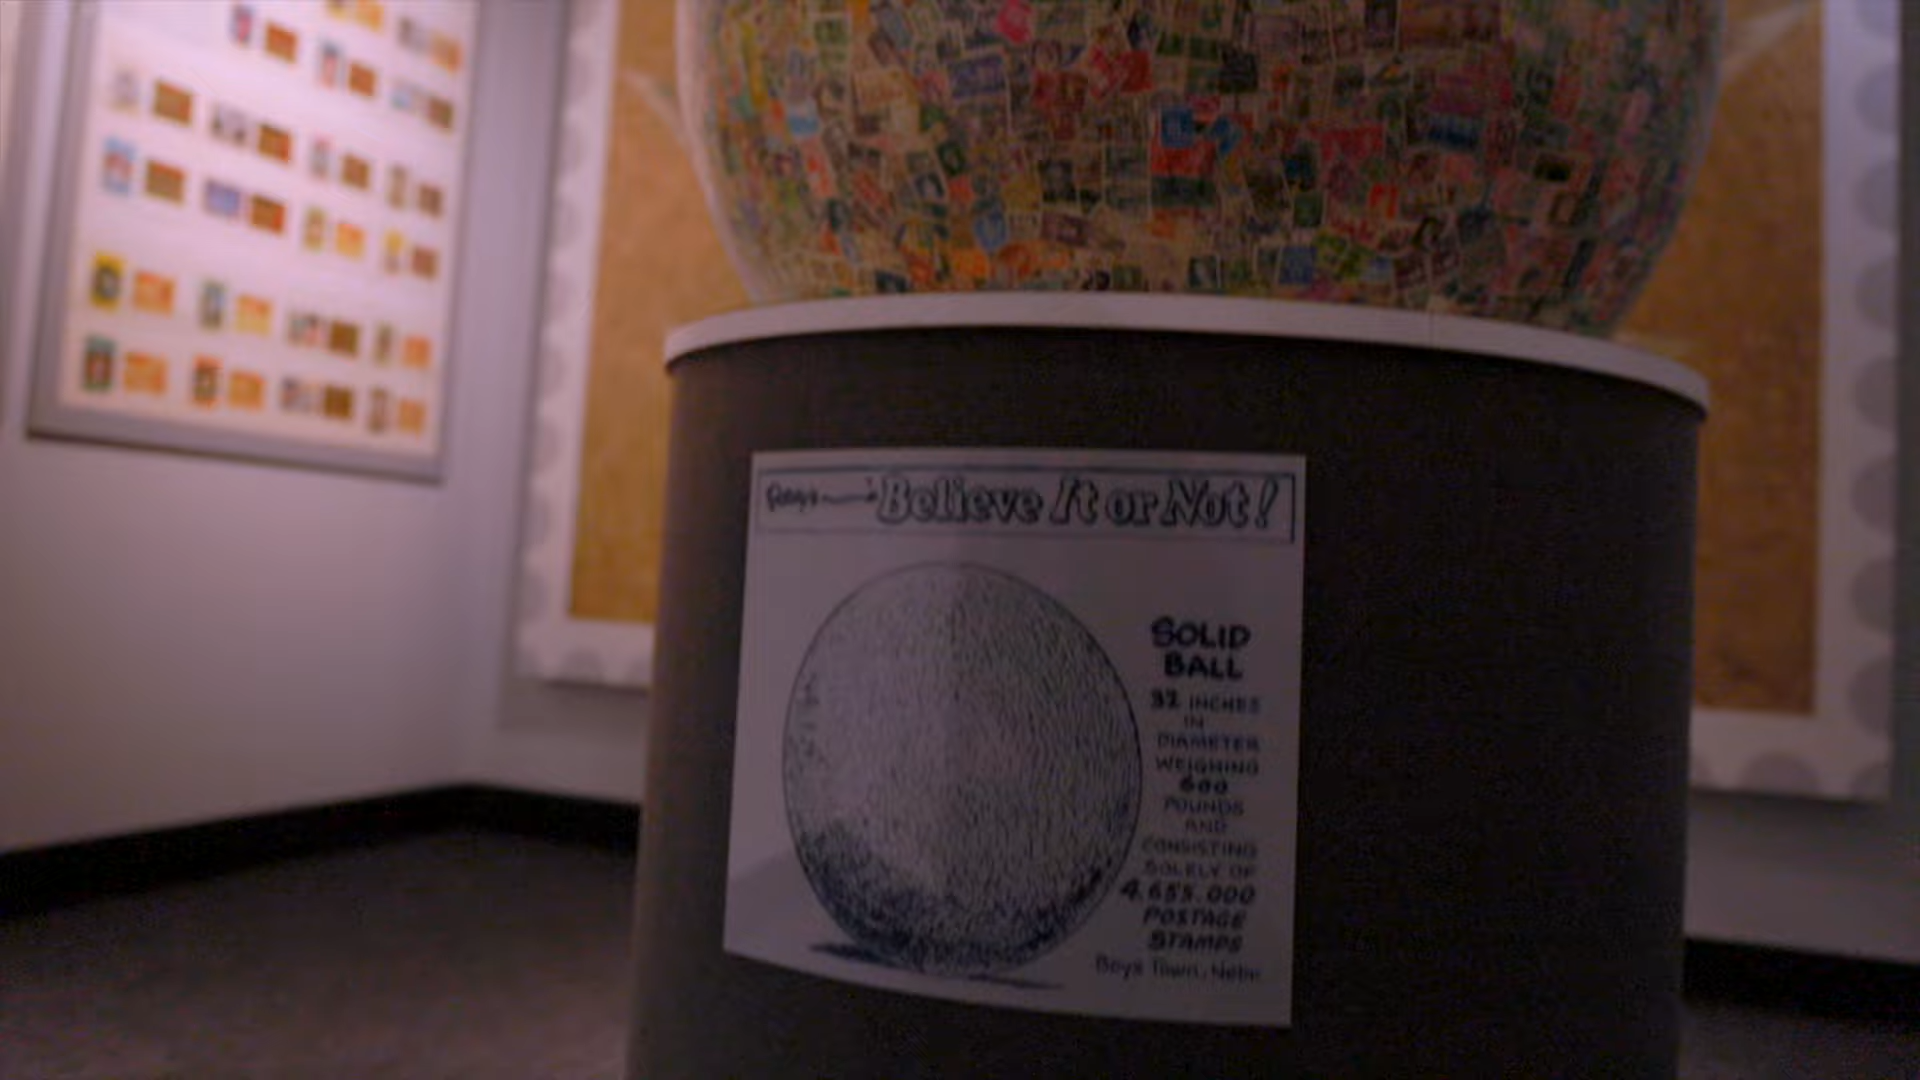 Ripley's Believe It or Not!
SOLID
BALL
32 INCHES
IN
DIAMETER
WEIGHING
600
POUNDS
AND
CONSISTING
SOLELY OF
4,655,000
POSTAGE
STAMPS
Boys Town, Nebr.